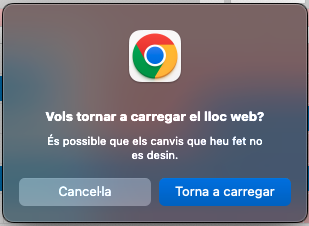 Vols tornar a carregar el lloc web?
És possible que els canvis que heu fet no
es desin.
Cancel·la
Torna a carregar